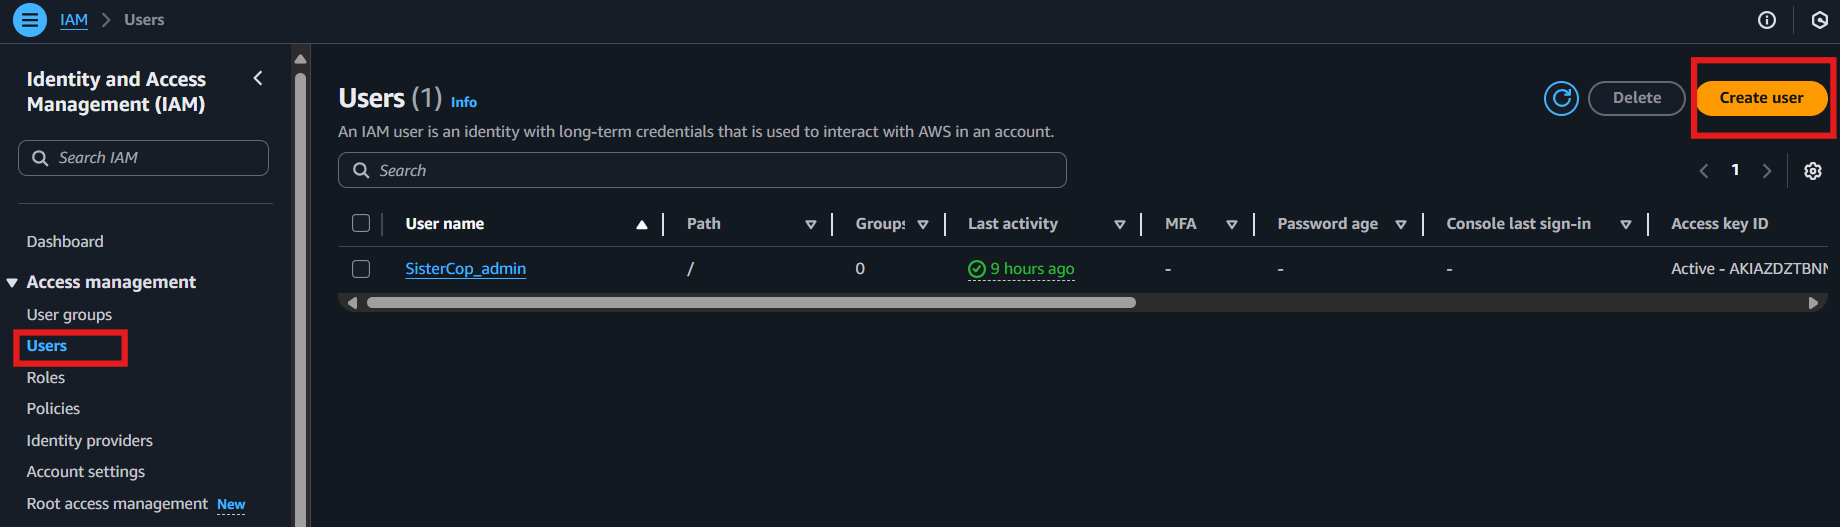 IAM > Users
Identity and Access
Management (IAM)
Search IAM
Dashboard
Access management
User groups
Users
Roles
Policies
Identity providers
Account settings
Root access management New
Users (1) Info
Delete
Create user
An IAM user is an identity with long-term credentials that is used to interact with AWS in an account.
Search
1
User name Path Groups Last activity MFA Password age Console last sign-in Access key ID
SisterCop_admin / 0 9 hours ago - - - Active - AKIAZDZTBNN